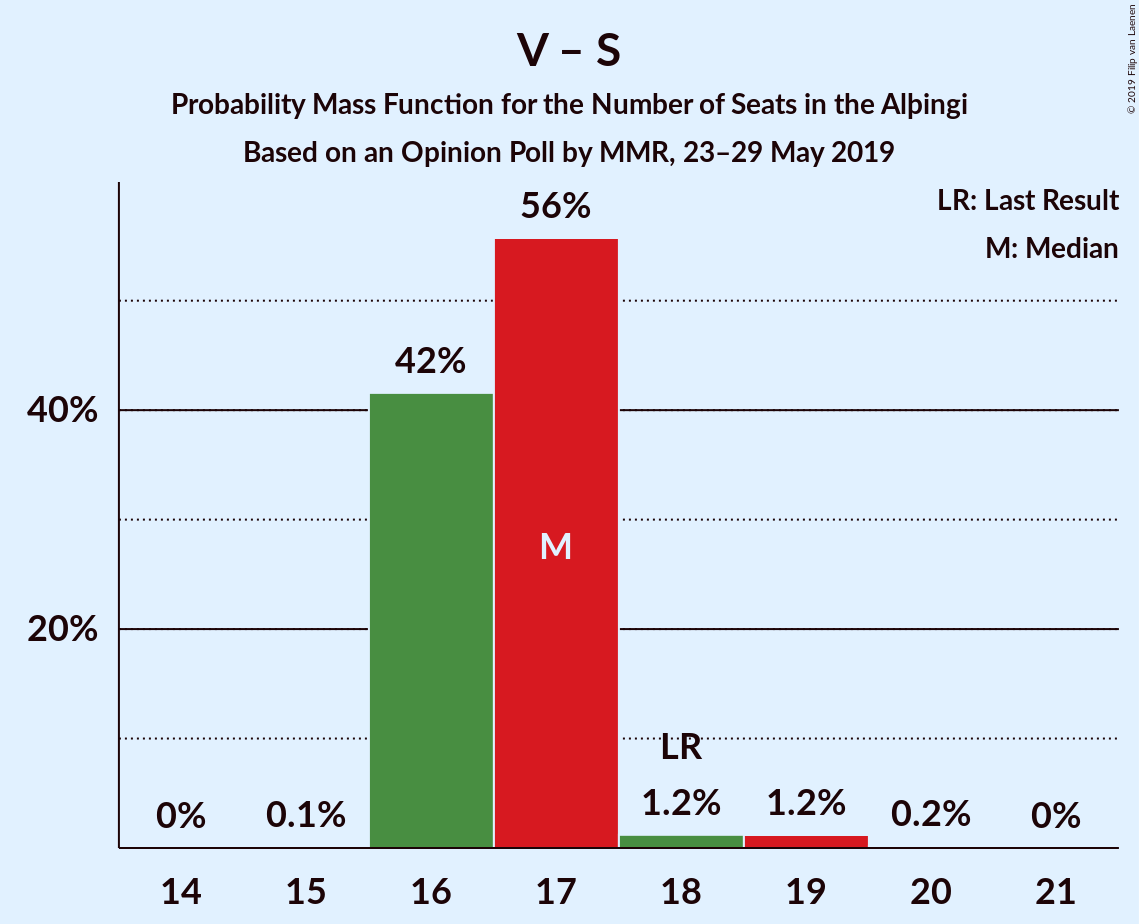 V – S
Probability Mass Function for the Number of Seats in the Alþingi
Based on an Opinion Poll by MMR, 23–29 May 2019
© 2019 Filip van Laenen
LR: Last Result
M: Median
56%
42%
40%
M
20%
LR
0% 0.1% 1.2% 1.2% 0.2% 0%
14 15 16 17 18 19 20 21